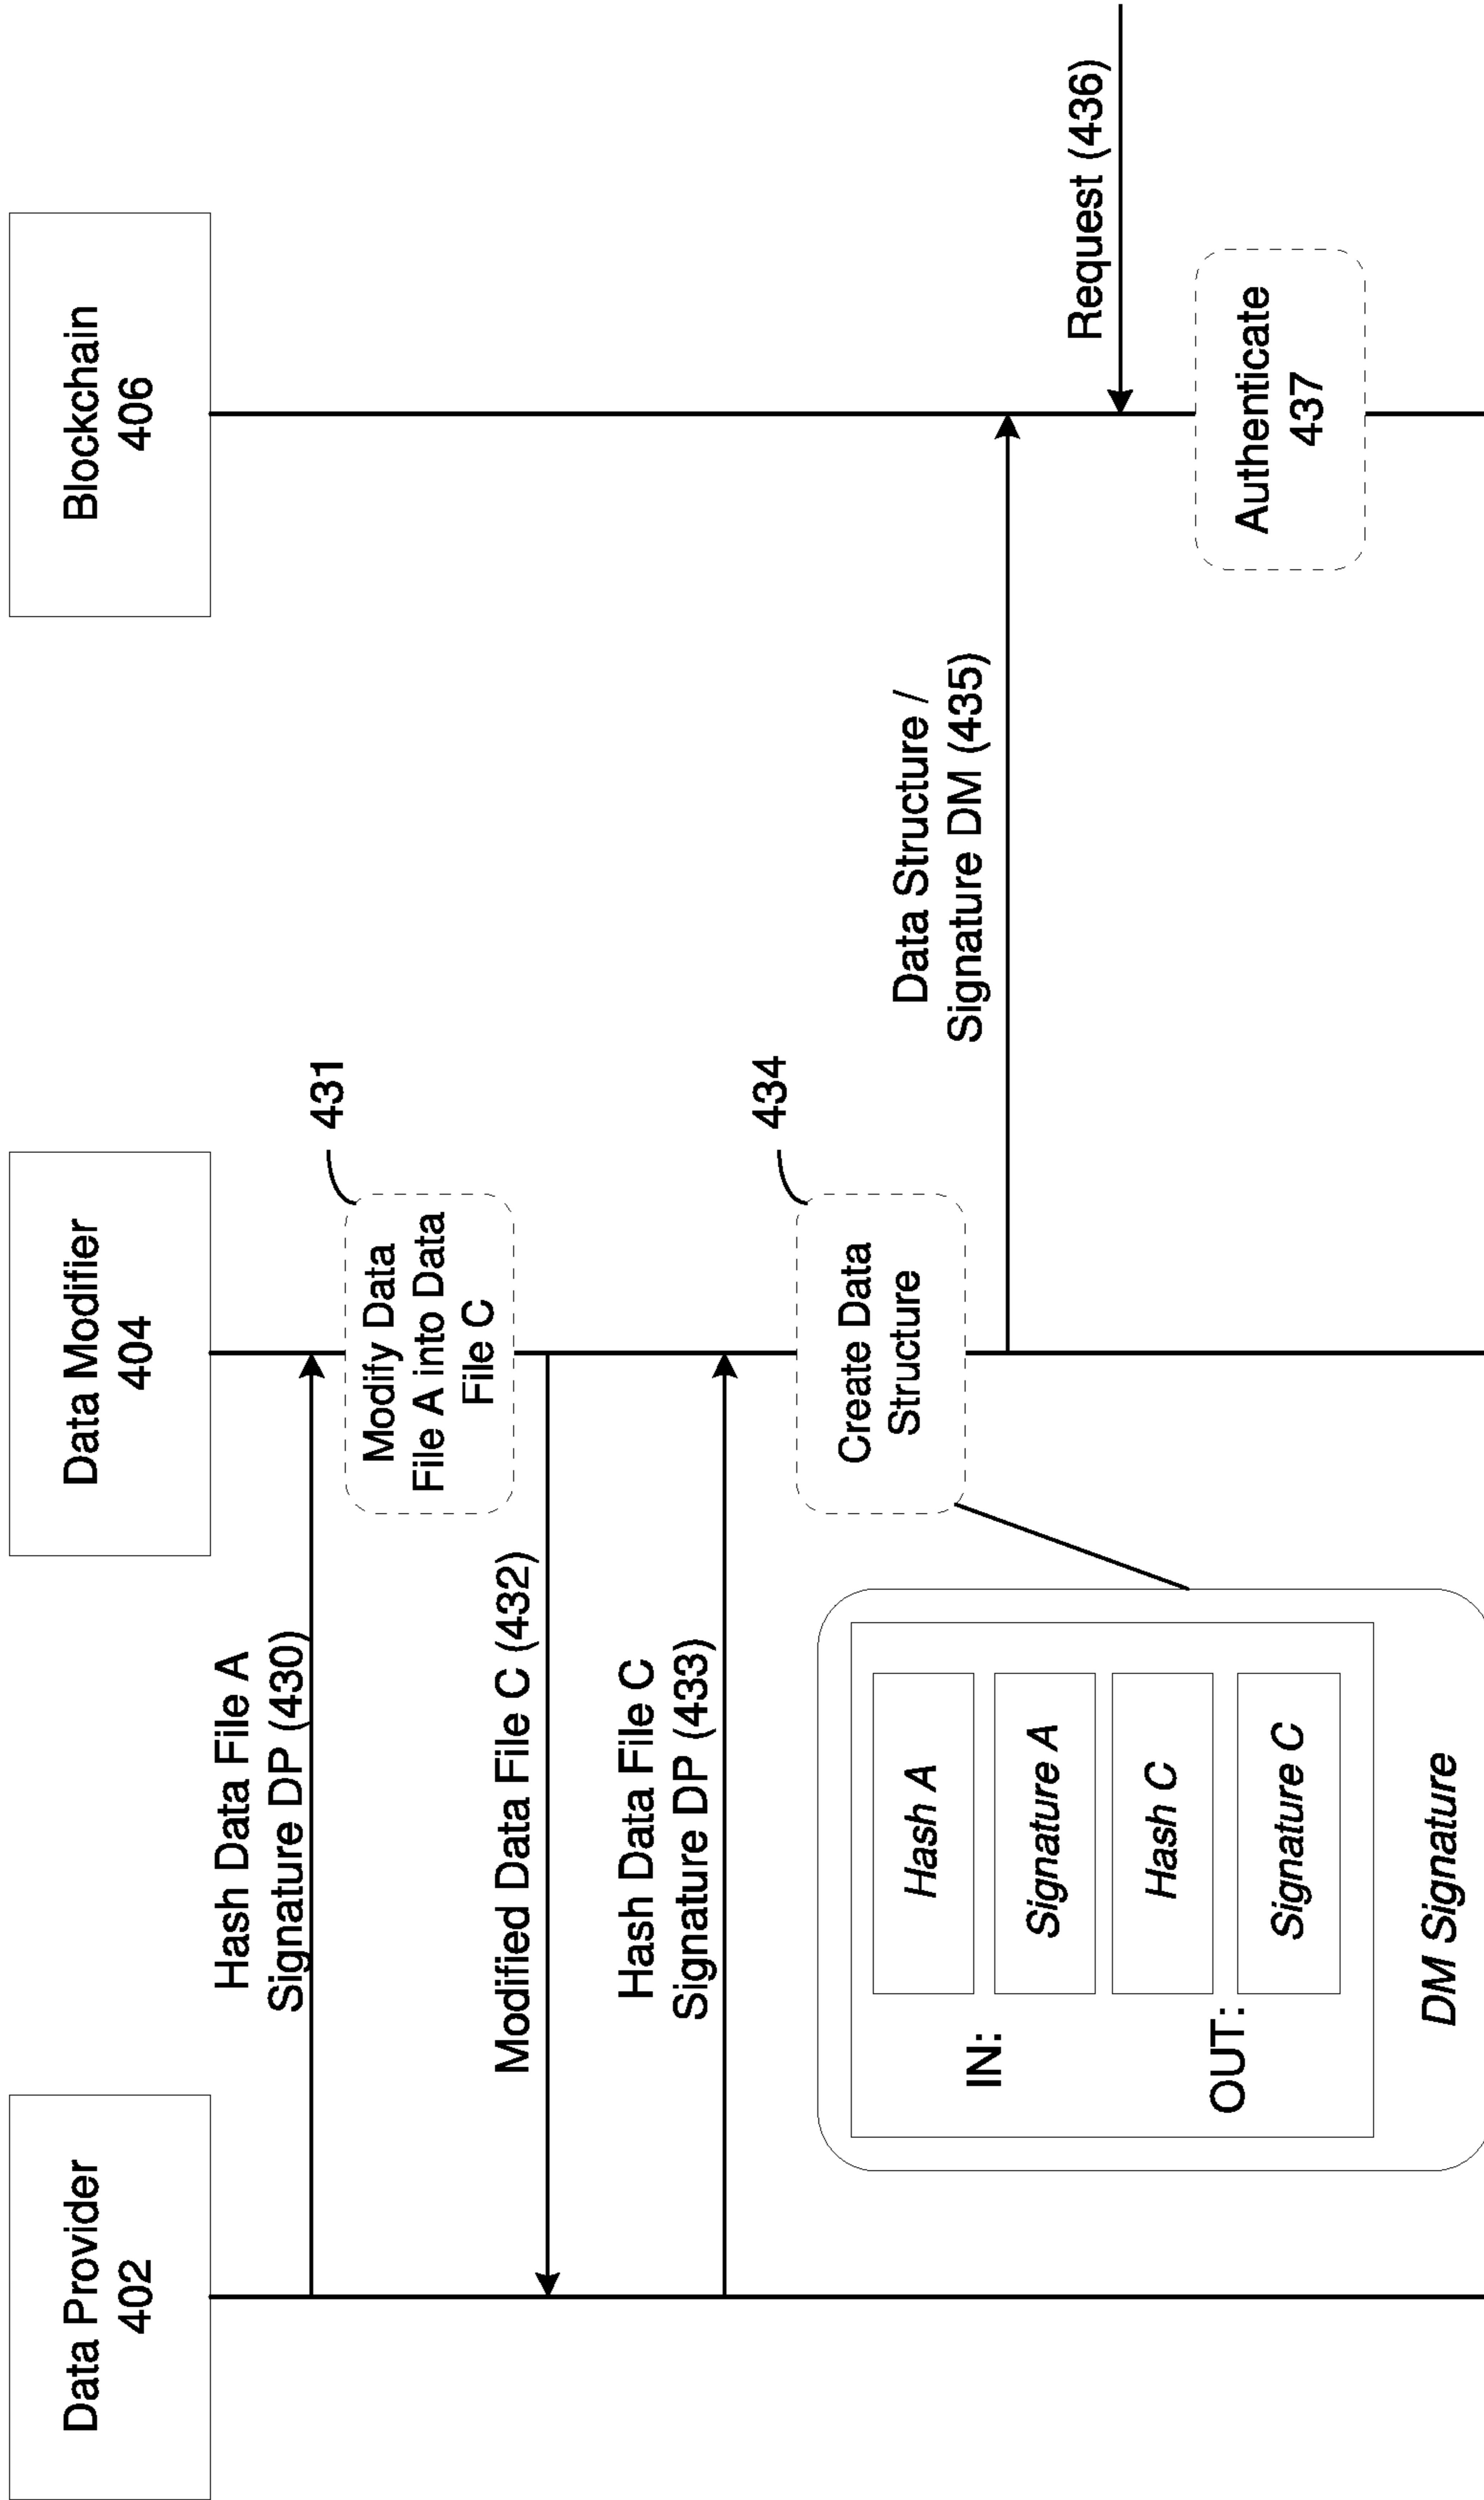 Data Provider
402
Data Modifier
404
Blockchain
406
Hash Data File A
Signature DP (430)
431
Modify Data
File A into Data
File C
Modified Data File C (432)
Hash Data File C
Signature DP (433)
434
Create Data
Structure
IN:
Hash A
Signature A
OUT:
Hash C
Signature C
DM Signature
Data Structure /
Signature DM (435)
Request (436)
Authenticate
437